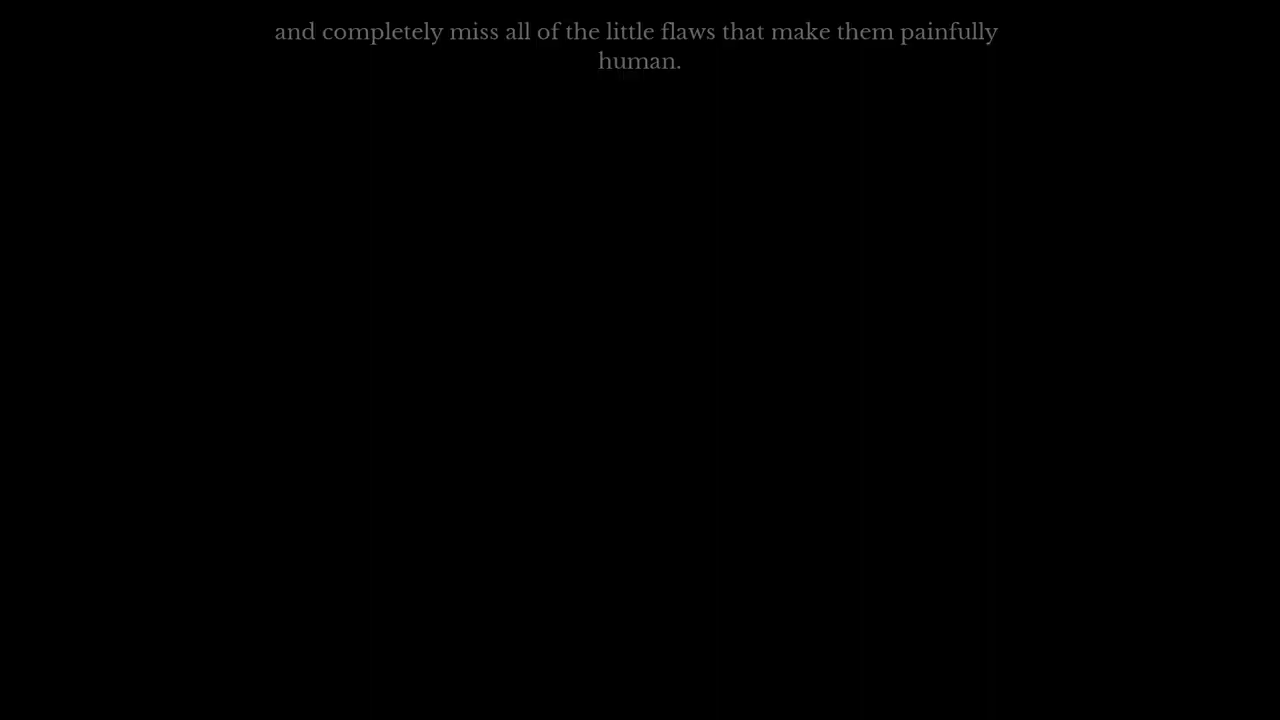 and completely miss all of the little flaws that make them painfully
human.